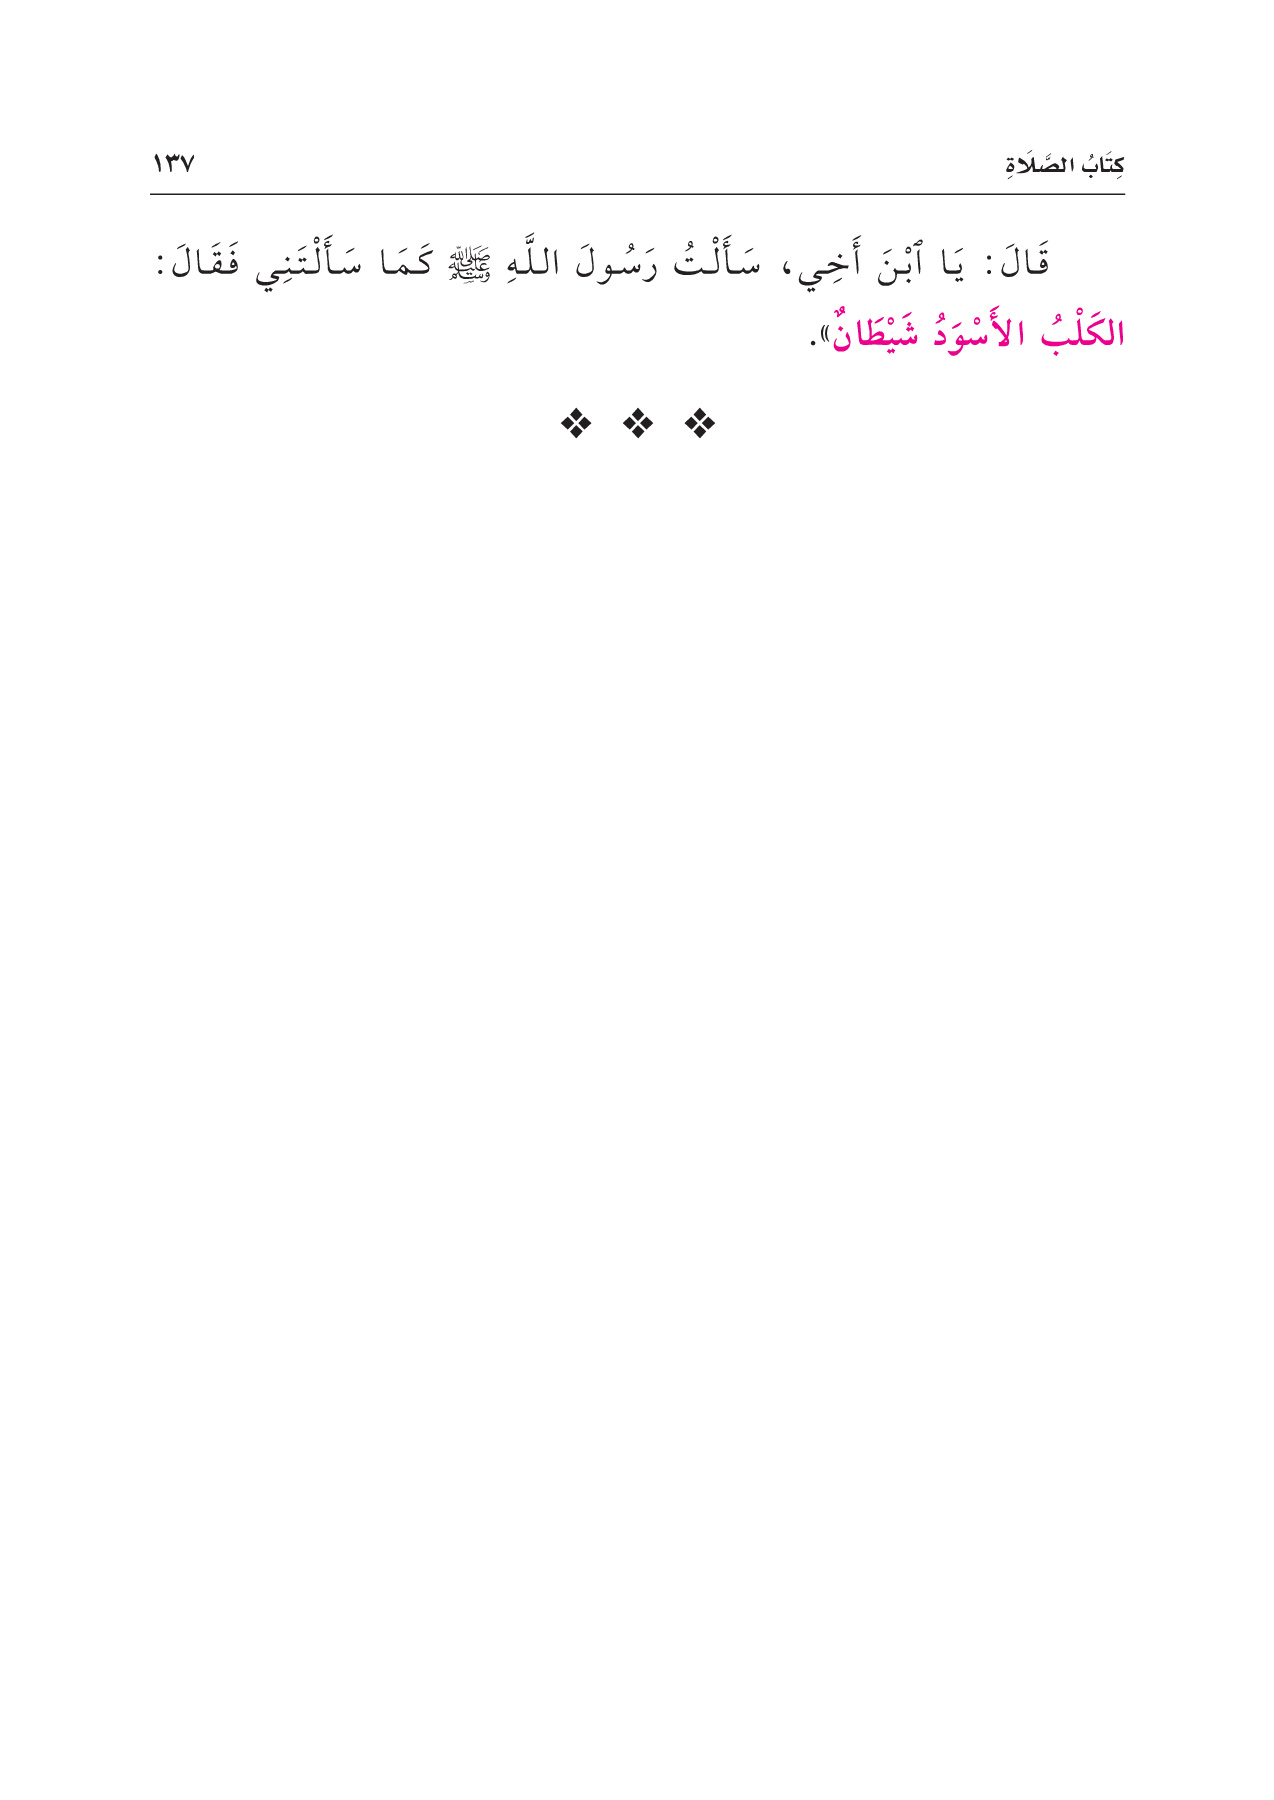 كِتَابُ الصَّلَاةِ ١٣٧
قَالَ: يَا ٱبْنَ أَخِي، سَأَلْتُ رَسُولَ اللَّهِ ﷺ كَمَا سَأَلْتَنِي فَقَالَ:
الكَلْبُ الأَسْوَدُ شَيْطَانٌ».